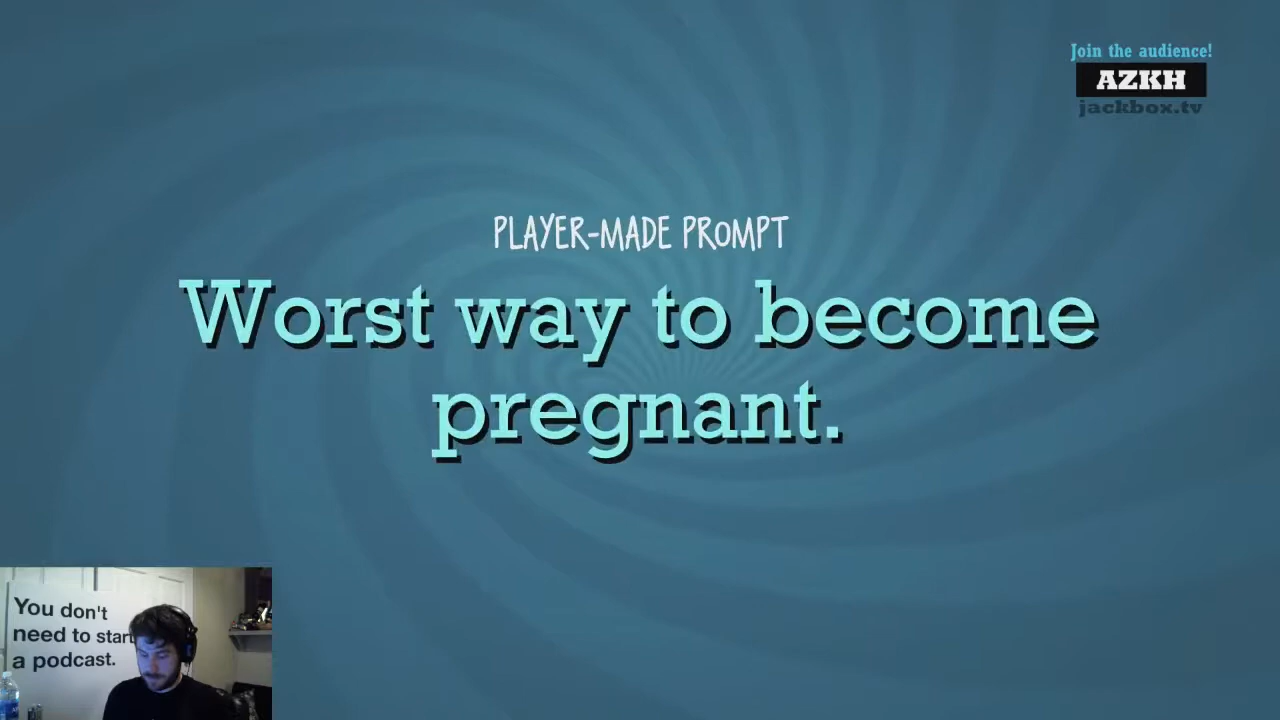 Join the audience!
AZKH
jackbox.tv
PLAYER-MADE PROMPT
Worst way to become
pregnant.
You don't
need to start
a podcast.